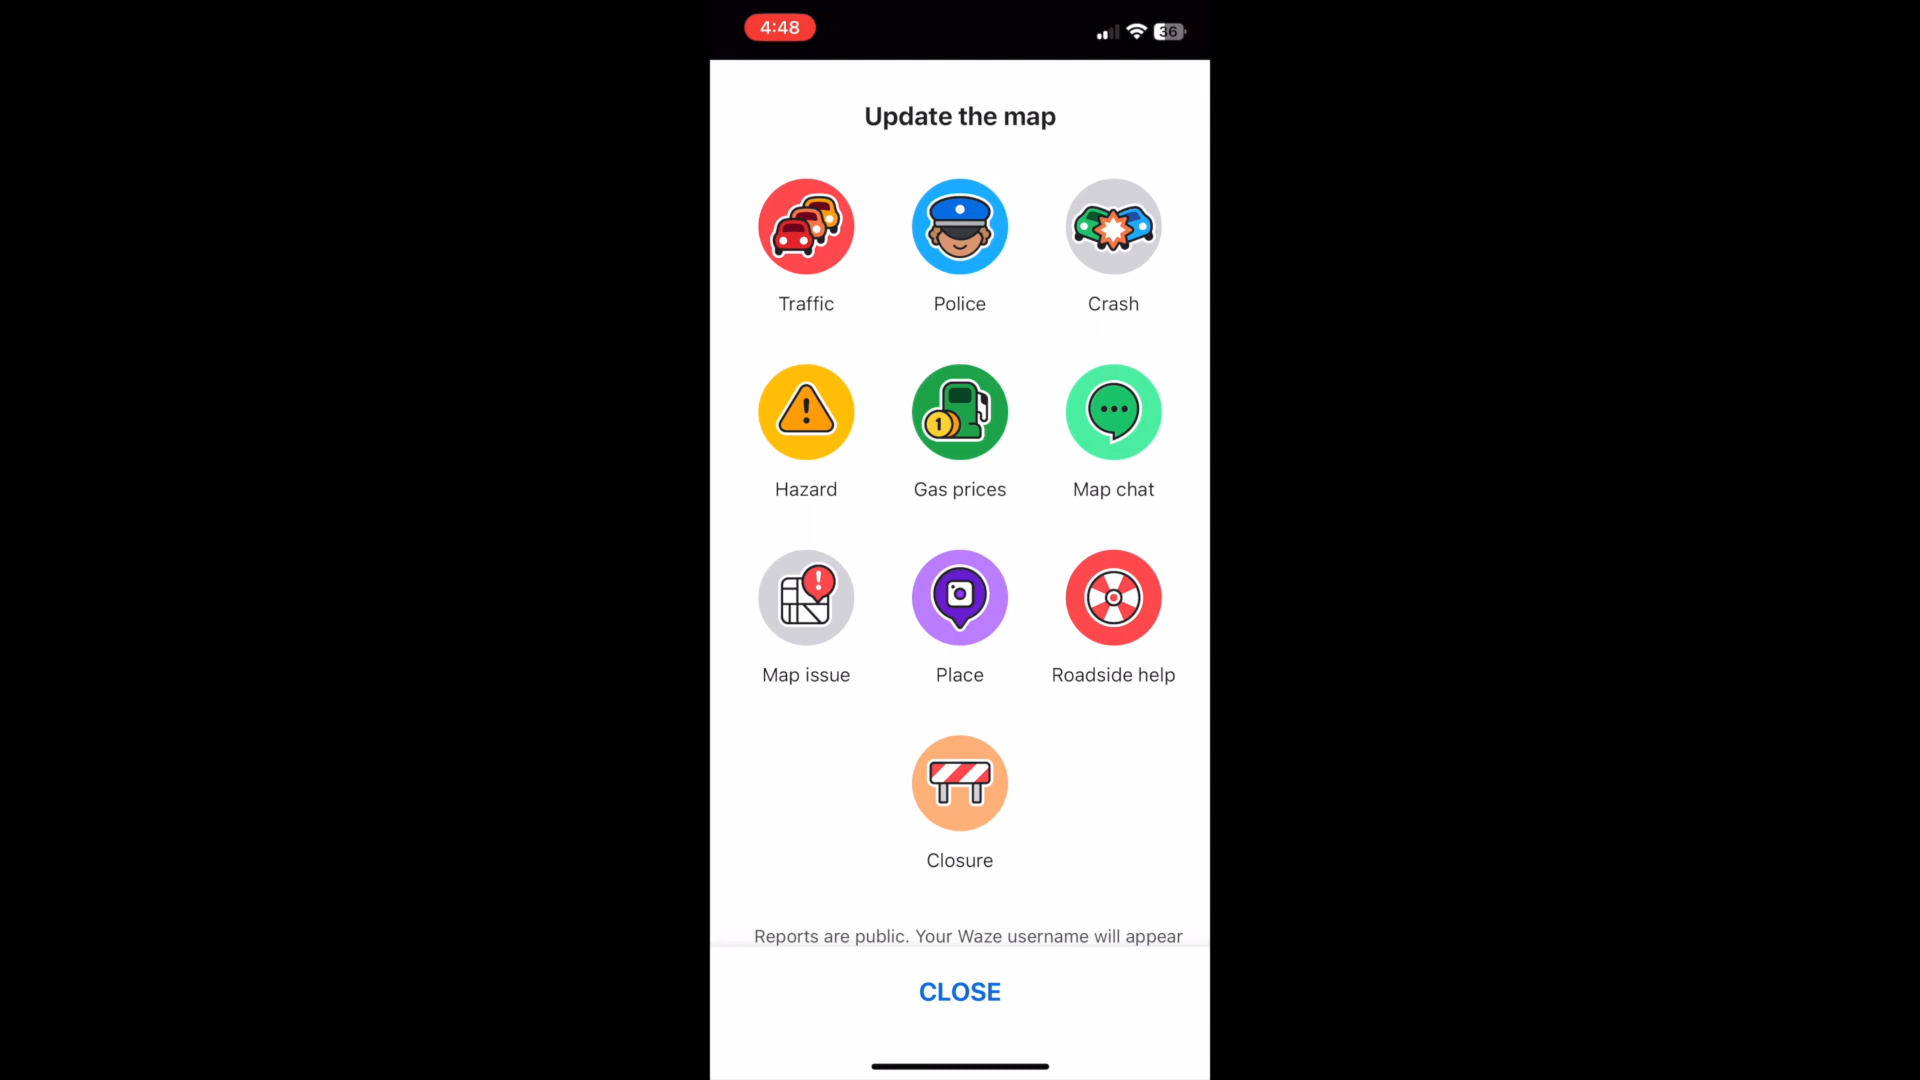 4:48
36
Update the map
Traffic
Police
Crash
1
Hazard
Gas prices
Map chat
Map issue
Place
Roadside help
Closure
Reports are public. Your Waze username will appear
CLOSE